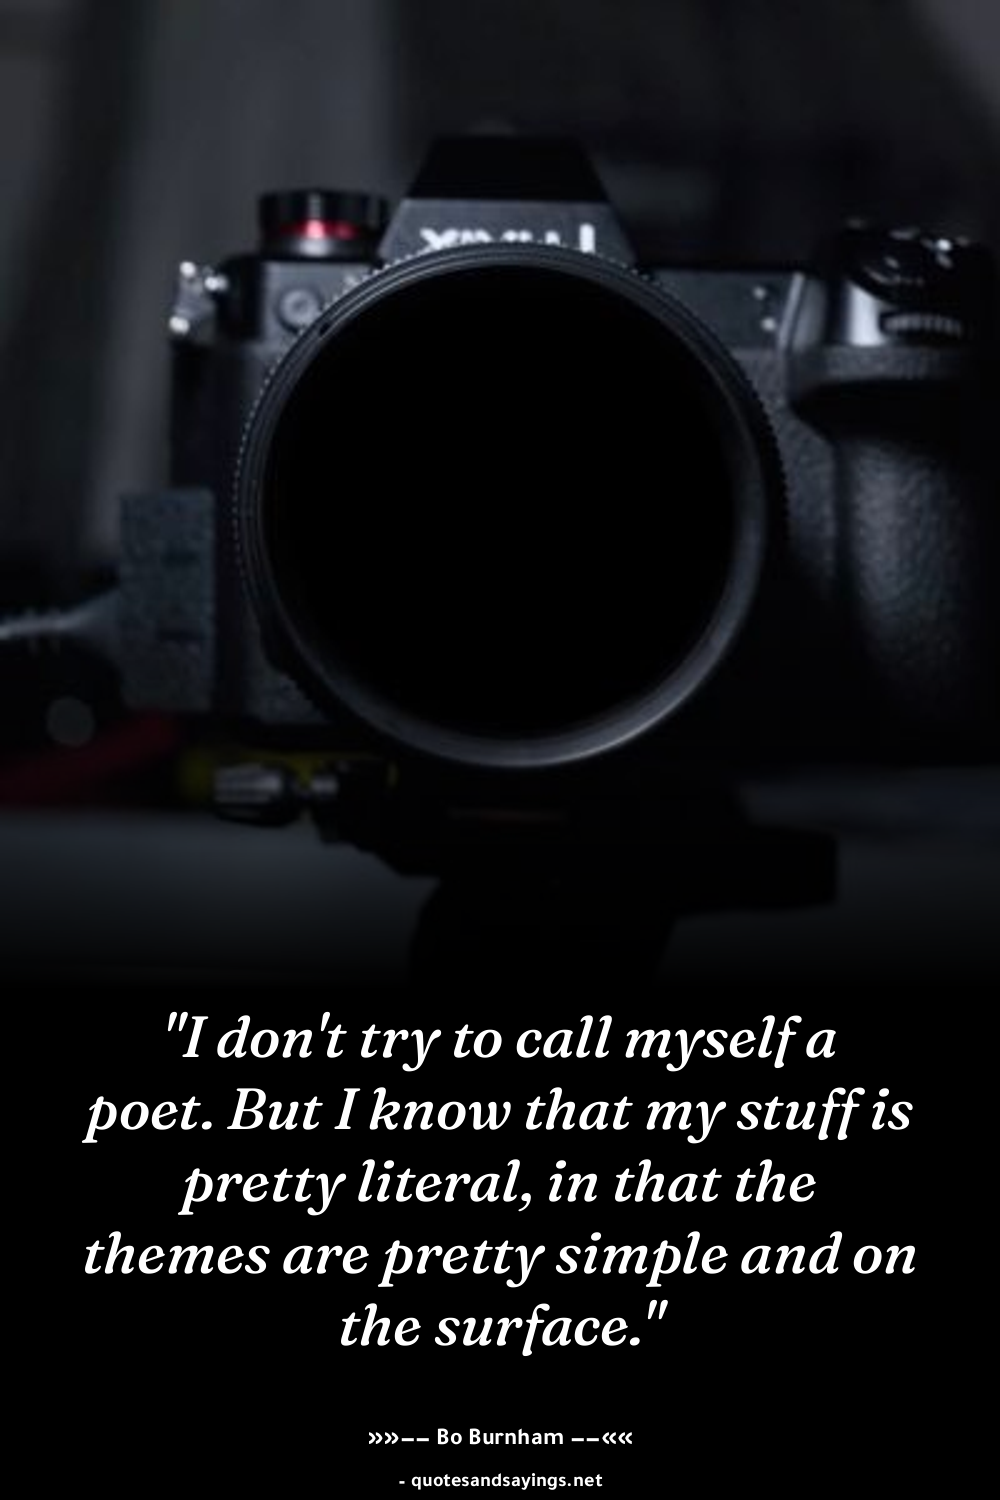 "I don't try to call myself a
poet. But I know that my stuff is
pretty literal, in that the
themes are pretty simple and on
the surface."
»»−− Bo Burnham −−««
- quotesandsayings.net